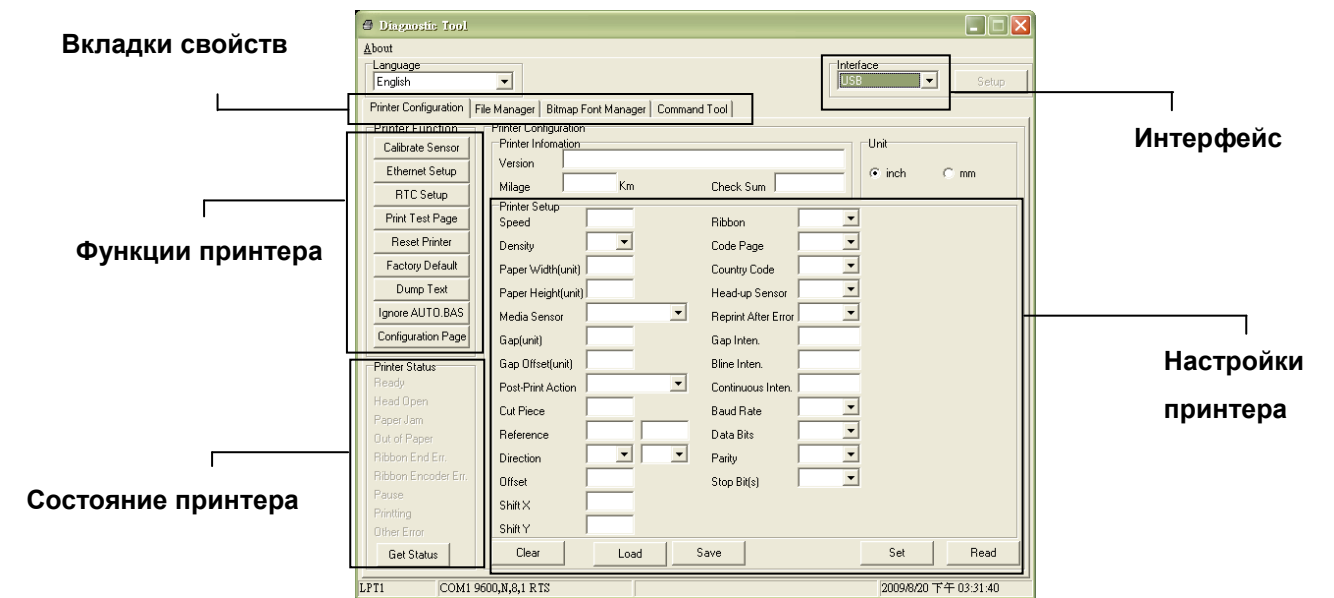 Diagnostic Tool
About
Language
English
Interface
USB
Setup
Printer Configuration File Manager Bitmap Font Manager Command Tool
Printer Function
Calibrate Sensor
Ethernet Setup
RTC Setup
Print Test Page
Reset Printer
Factory Default
Dump Text
Ignore AUTO.BAS
Configuration Page
Printer Status
Ready
Head Open
Paper Jam
Out of Paper
Ribbon End Err.
Ribbon Encoder Err.
Pause
Printting
Other Error
Get Status
Printer Configuration
Printer Infomation
Version
Milage Km Check Sum
Unit
inch mm
Printer Setup
Speed Ribbon
Density Code Page
Paper Width(unit) Country Code
Paper Height(unit) Head-up Sensor
Media Sensor Reprint After Error
Gap(unit) Gap Inten.
Gap Offset(unit) Bline Inten.
Post-Print Action Continuous Inten.
Cut Piece Baud Rate
Reference Data Bits
Direction Parity
Offset Stop Bit(s)
Shift X
Shift Y
Clear Load Save Set Read
LPT1 COM1 9600,N,8,1 RTS 2009/8/20 下午 03:31:40
Вкладки свойств
Функции принтера
Состояние принтера
Интерфейс
Настройки
принтера